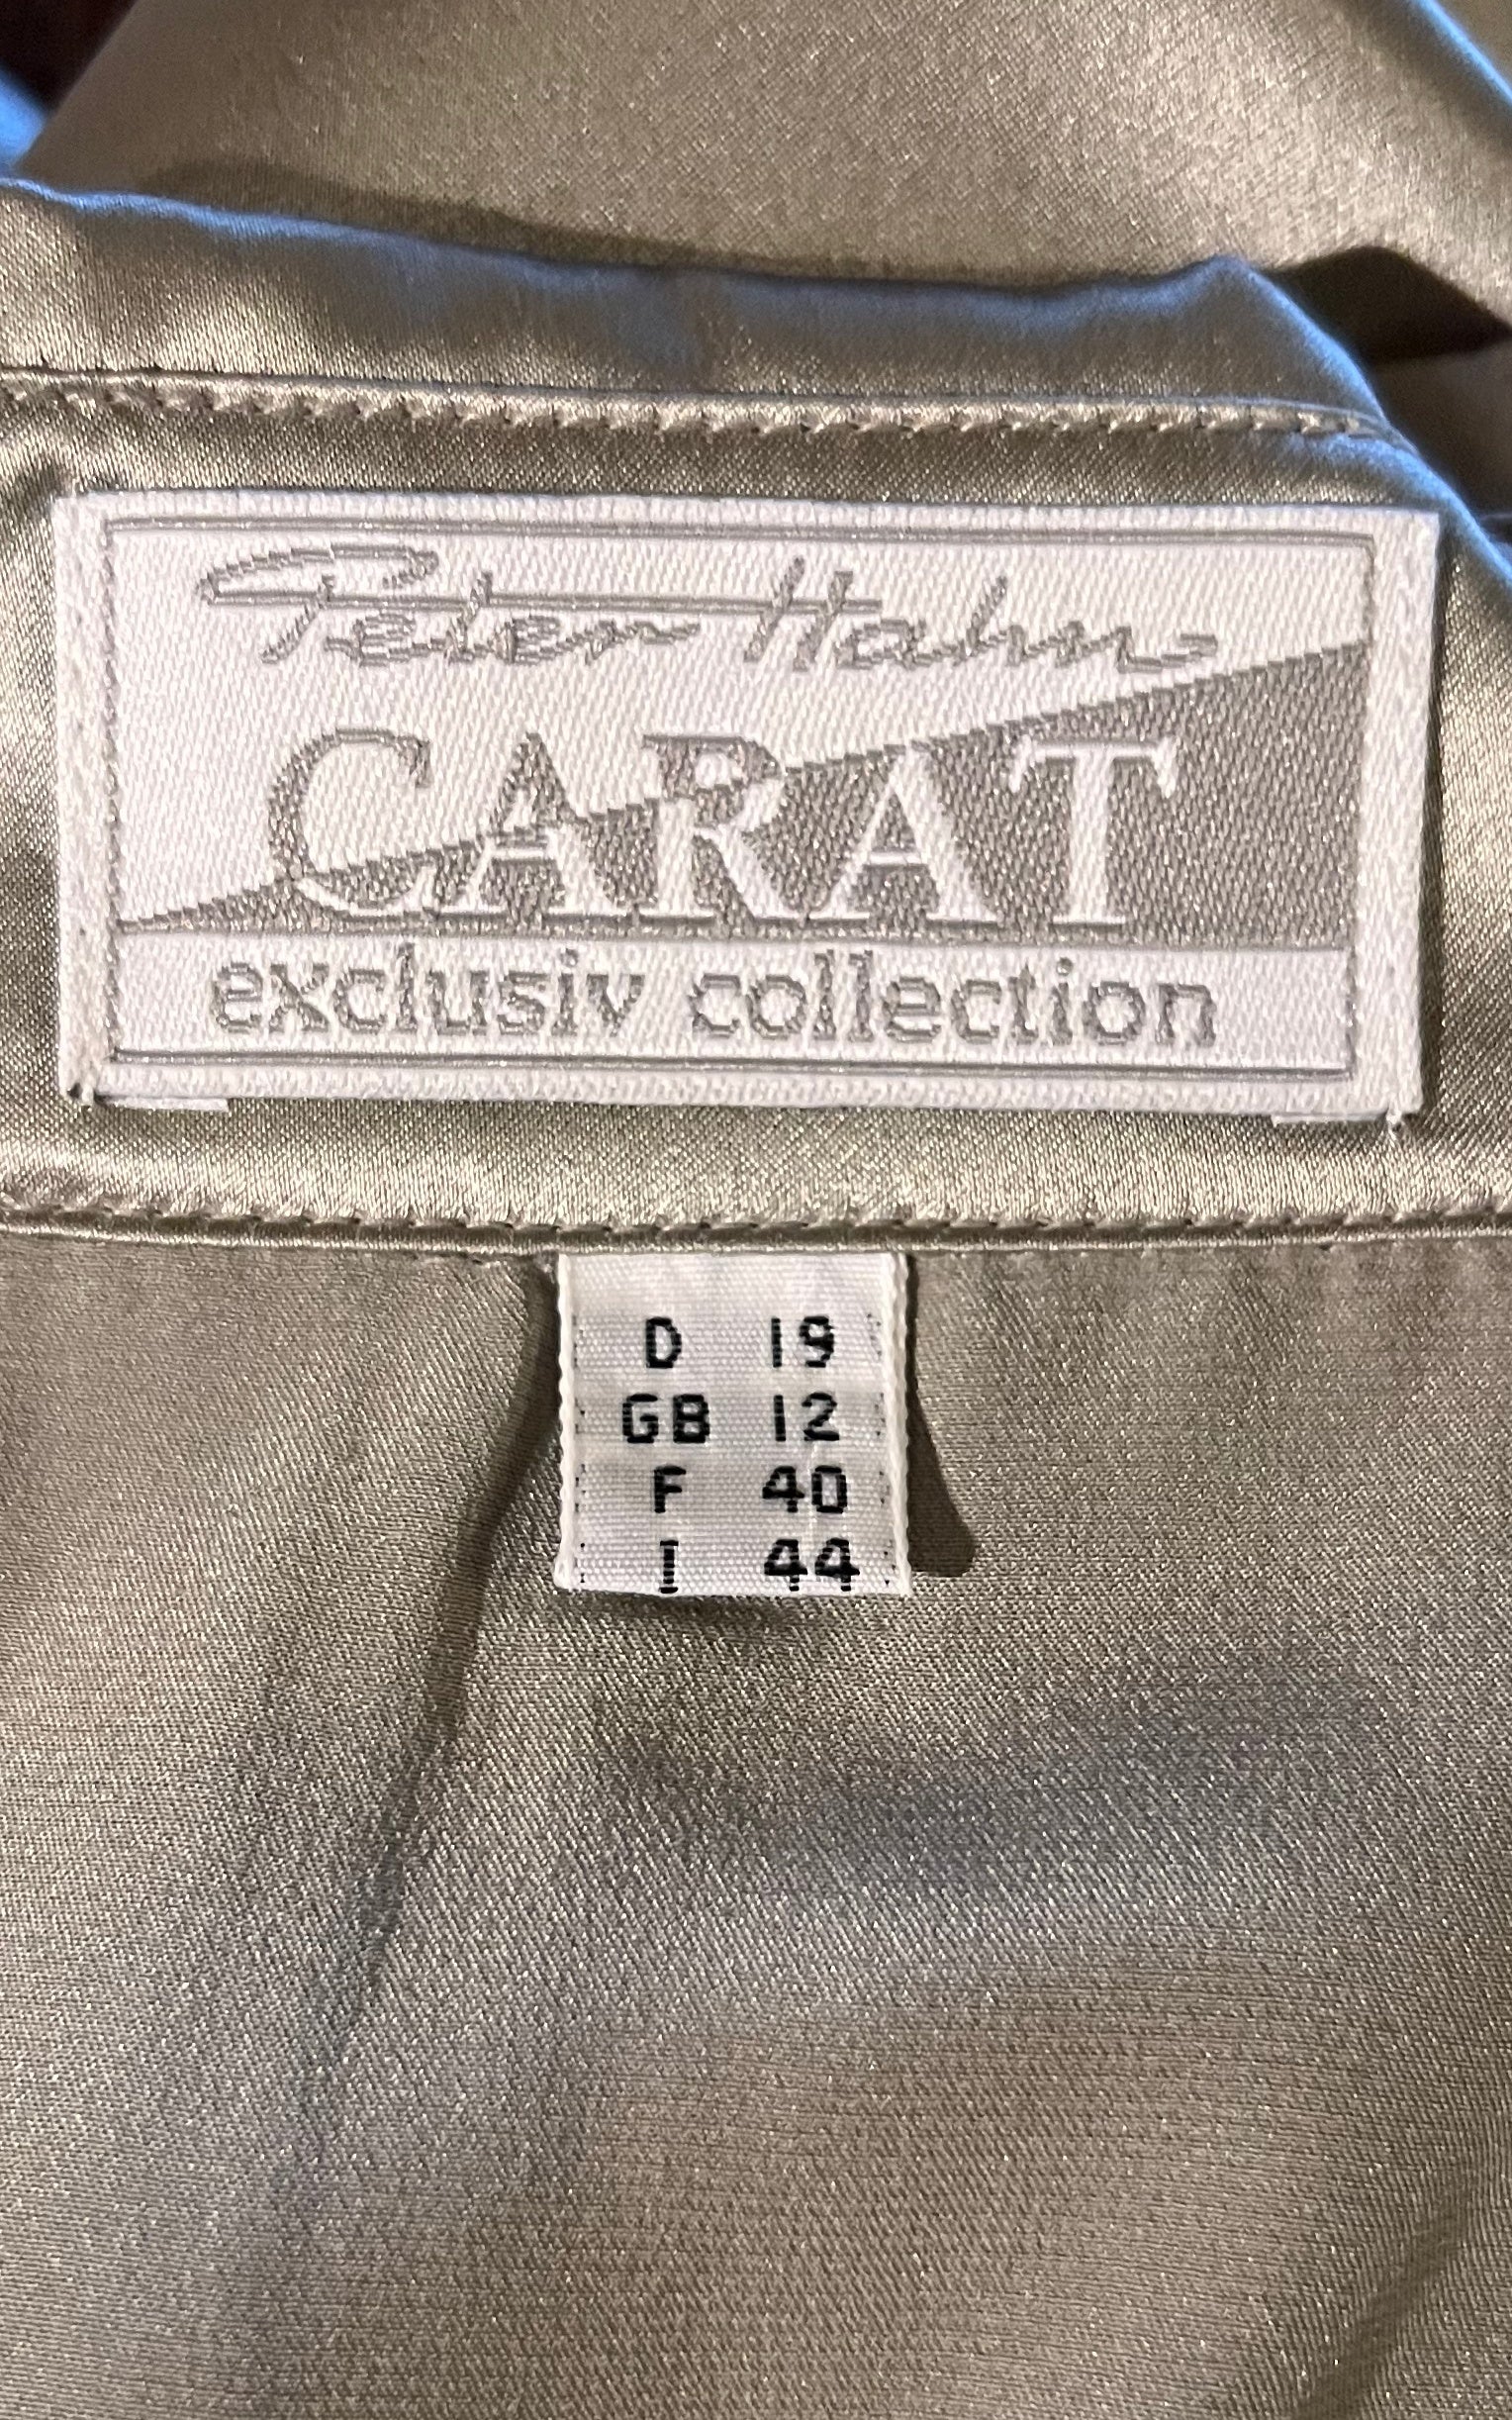 Peter Hahn
CARAT
exclusiv collection
D 19
GB 12
F 40
I 44